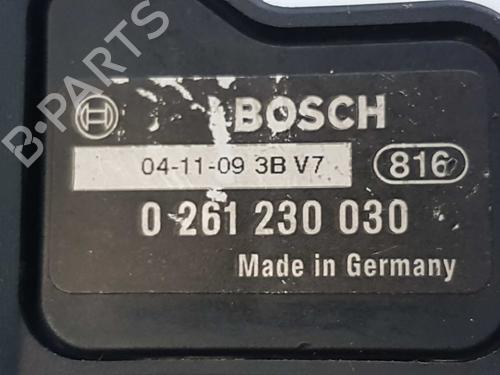 B-PARTS
BOSCH
04-11-09 3B V7
816
0 261 230 030
Made in Germany